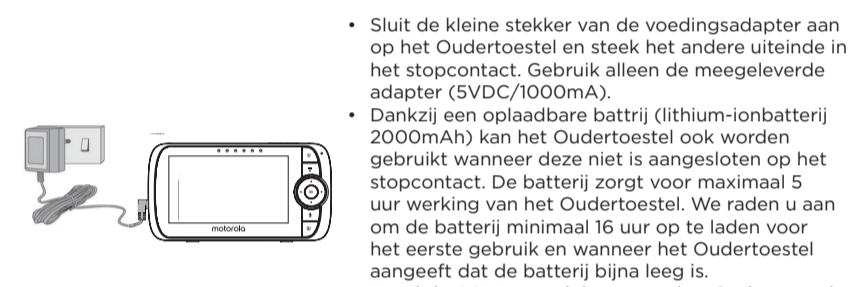 • Sluit de kleine stekker van de voedingsadapter aan
op het Oudertoestel en steek het andere uiteinde in
het stopcontact. Gebruik alleen de meegeleverde
adapter (5VDC/1000mA).
• Dankzij een oplaadbare battrij (lithium-ionbatterij
2000mAh) kan het Oudertoestel ook worden
gebruikt wanneer deze niet is aangesloten op het
stopcontact. De batterij zorgt voor maximaal 5
uur werking van het Oudertoestel. We raden u aan
om de batterij minimaal 16 uur op te laden voor
het eerste gebruik en wanneer het Oudertoestel
aangeeft dat de batterij bijna leeg is.
motorola